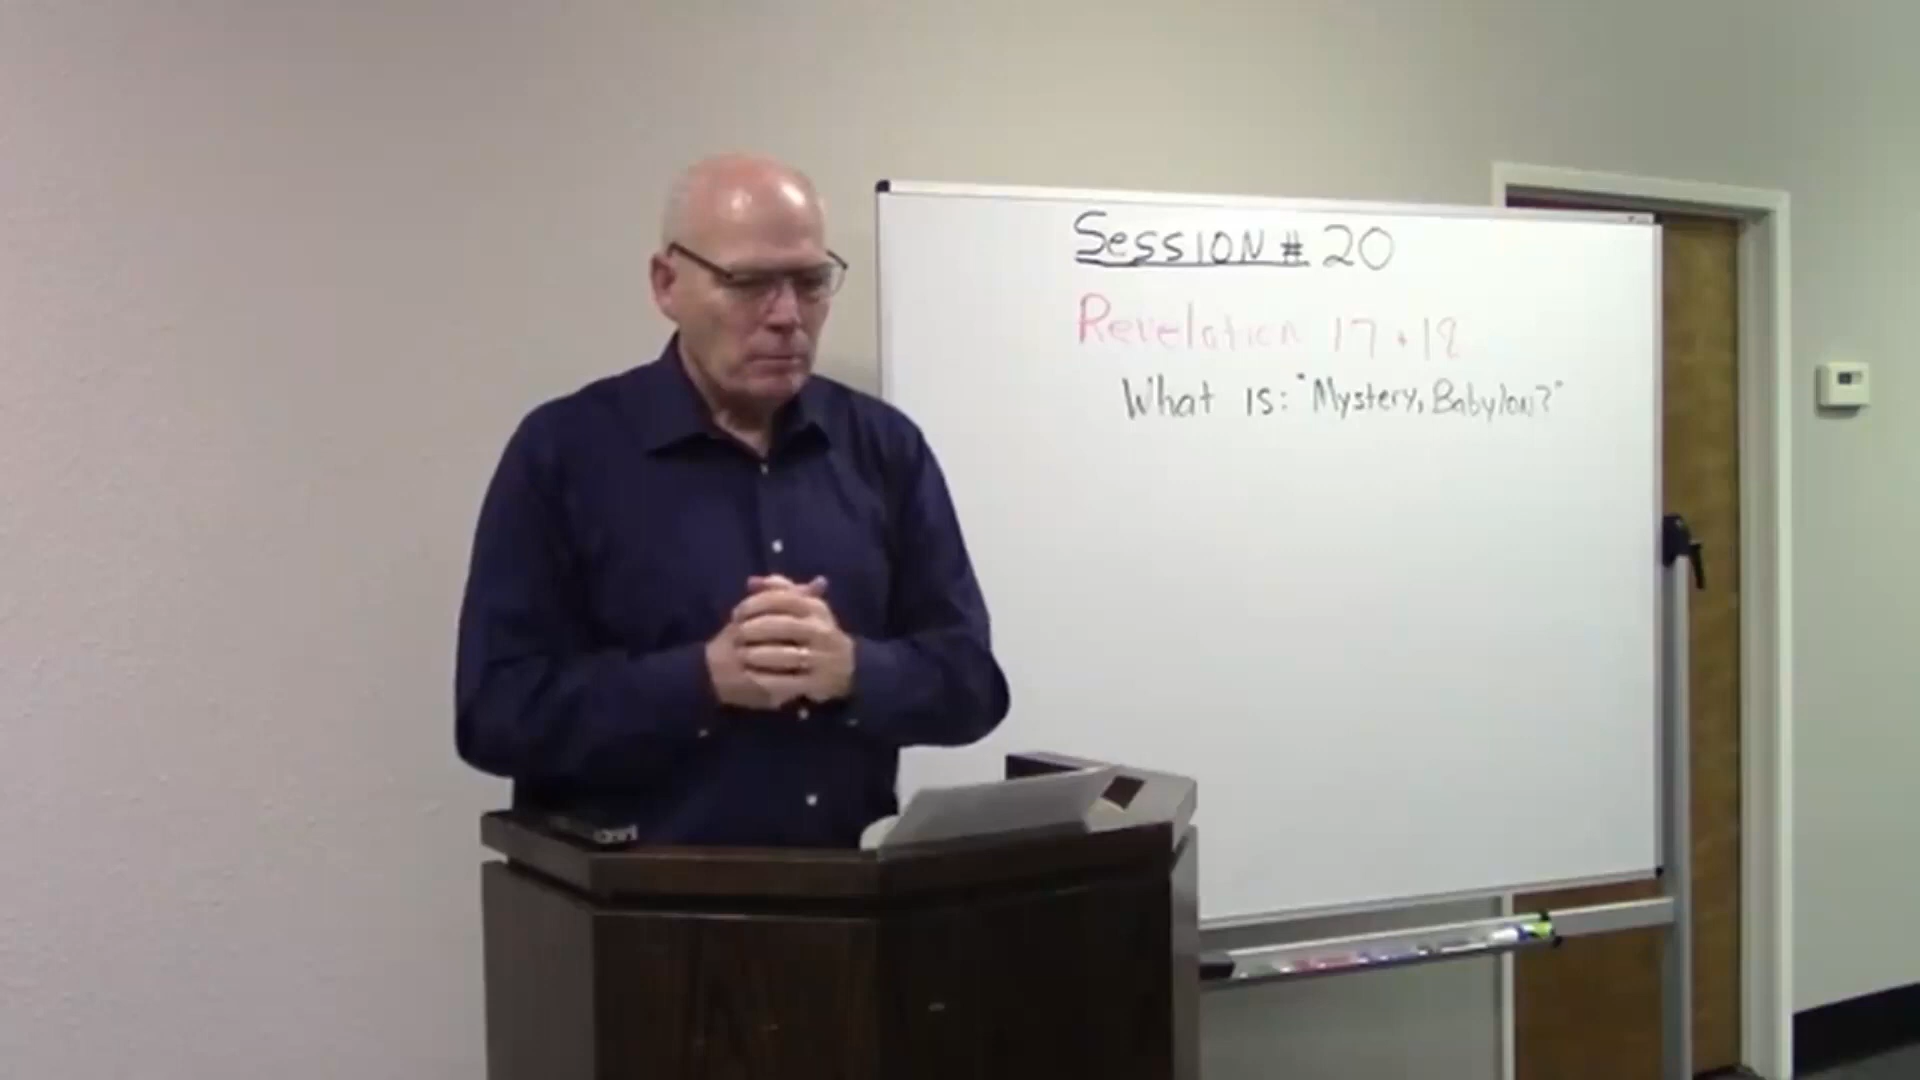 Session # 20
Revelation 17 + 18
What is: "Mystery, Babylon?"